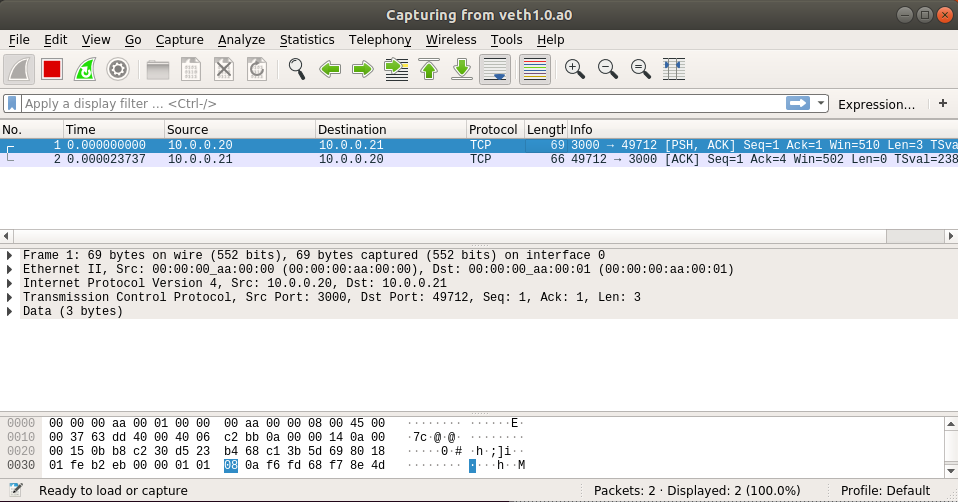 Capturing from veth1.0.a0
File Edit View Go Capture Analyze Statistics Telephony Wireless Tools Help
Apply a display filter ... <Ctrl-/> Expression... +
No. Time Source Destination Protocol Length Info
1 0.000000000 10.0.0.20 10.0.0.21 TCP 69 3000 → 49712 [PSH, ACK] Seq=1 Ack=1 Win=510 Len=3 TSva
2 0.000023737 10.0.0.21 10.0.0.20 TCP 66 49712 → 3000 [ACK] Seq=1 Ack=4 Win=502 Len=0 TSval=238
Frame 1: 69 bytes on wire (552 bits), 69 bytes captured (552 bits) on interface 0
Ethernet II, Src: 00:00:00_aa:00:00 (00:00:00:aa:00:00), Dst: 00:00:00_aa:00:01 (00:00:00:aa:00:01)
Internet Protocol Version 4, Src: 10.0.0.20, Dst: 10.0.0.21
Transmission Control Protocol, Src Port: 3000, Dst Port: 49712, Seq: 1, Ack: 1, Len: 3
Data (3 bytes)
0000 00 00 00 aa 00 01 00 00 00 aa 00 00 08 00 45 00 ········ ······E·
0010 00 37 63 dd 40 00 40 06 c2 bb 0a 00 00 14 0a 00 ·7c·@·@· ········
0020 00 15 0b b8 c2 30 d5 23 b4 68 c1 3b 5d 69 80 18 ·····0·# ·h·;]i··
0030 01 fe b2 eb 00 00 01 01 08 0a f6 fd 68 f7 8e 4d ········ ····h··M
Ready to load or capture Packets: 2 · Displayed: 2 (100.0%) Profile: Default